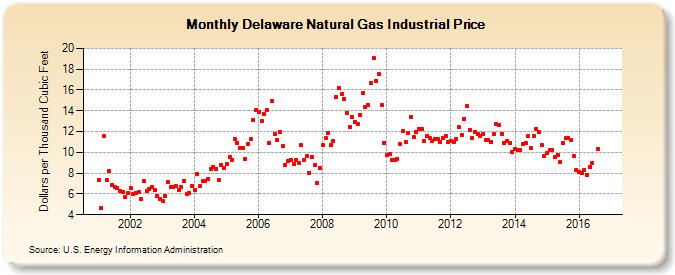 Monthly Delaware Natural Gas Industrial Price
Dollars per Thousand Cubic Feet
20
18
16
14
12
10
8
6
4
2002 2004 2006 2008 2010 2012 2014 2016
Source: U.S. Energy Information Administration